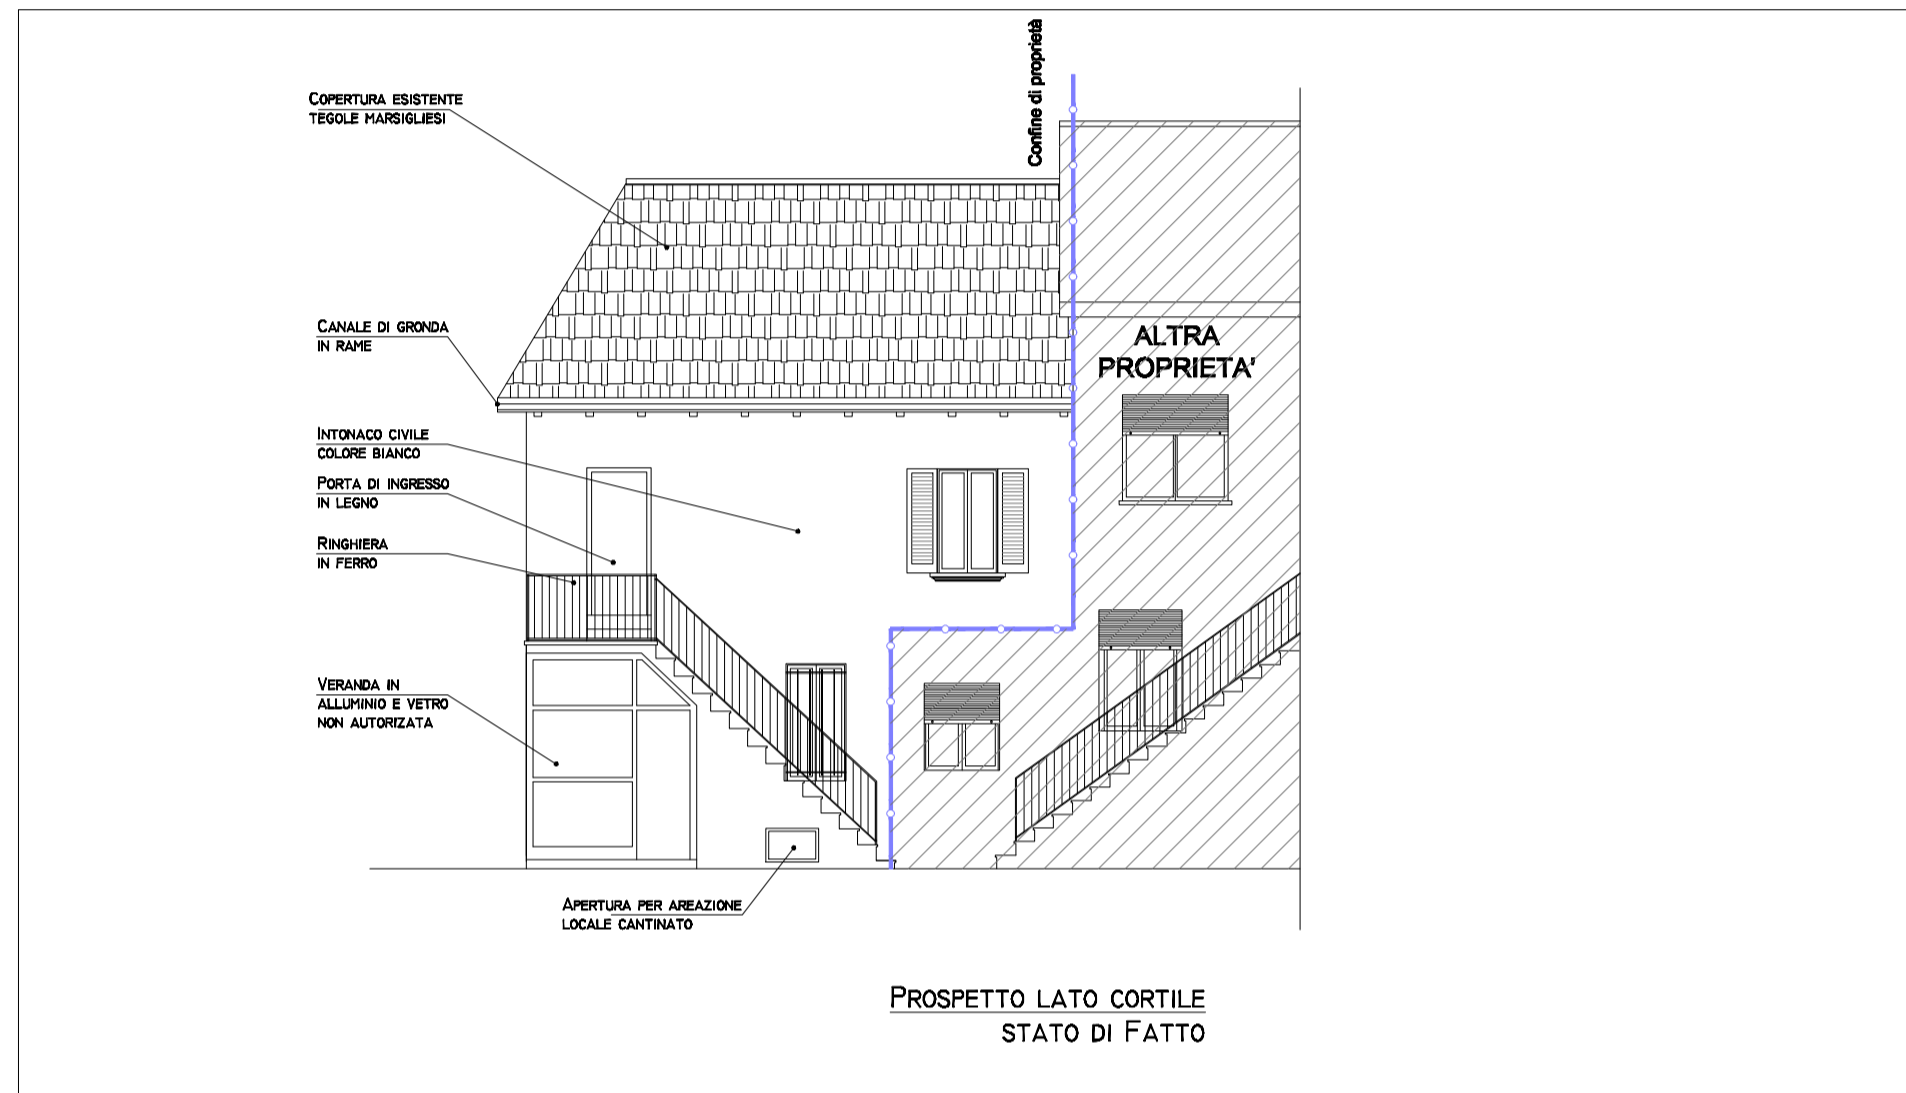 Confine di proprietà
COPERTURA ESISTENTE
TEGOLE MARSIGLIESI
CANALE DI GRONDA
IN RAME
ALTRA
PROPRIETA'
INTONACO CIVILE
COLORE BIANCO
PORTA DI INGRESSO
IN LEGNO
RINGHIERA
IN FERRO
VERANDA IN
ALLUMINIO E VETRO
NON AUTORIZATA
APERTURA PER AREAZIONE
LOCALE CANTINATO
PROSPETTO LATO CORTILE
STATO DI FATTO